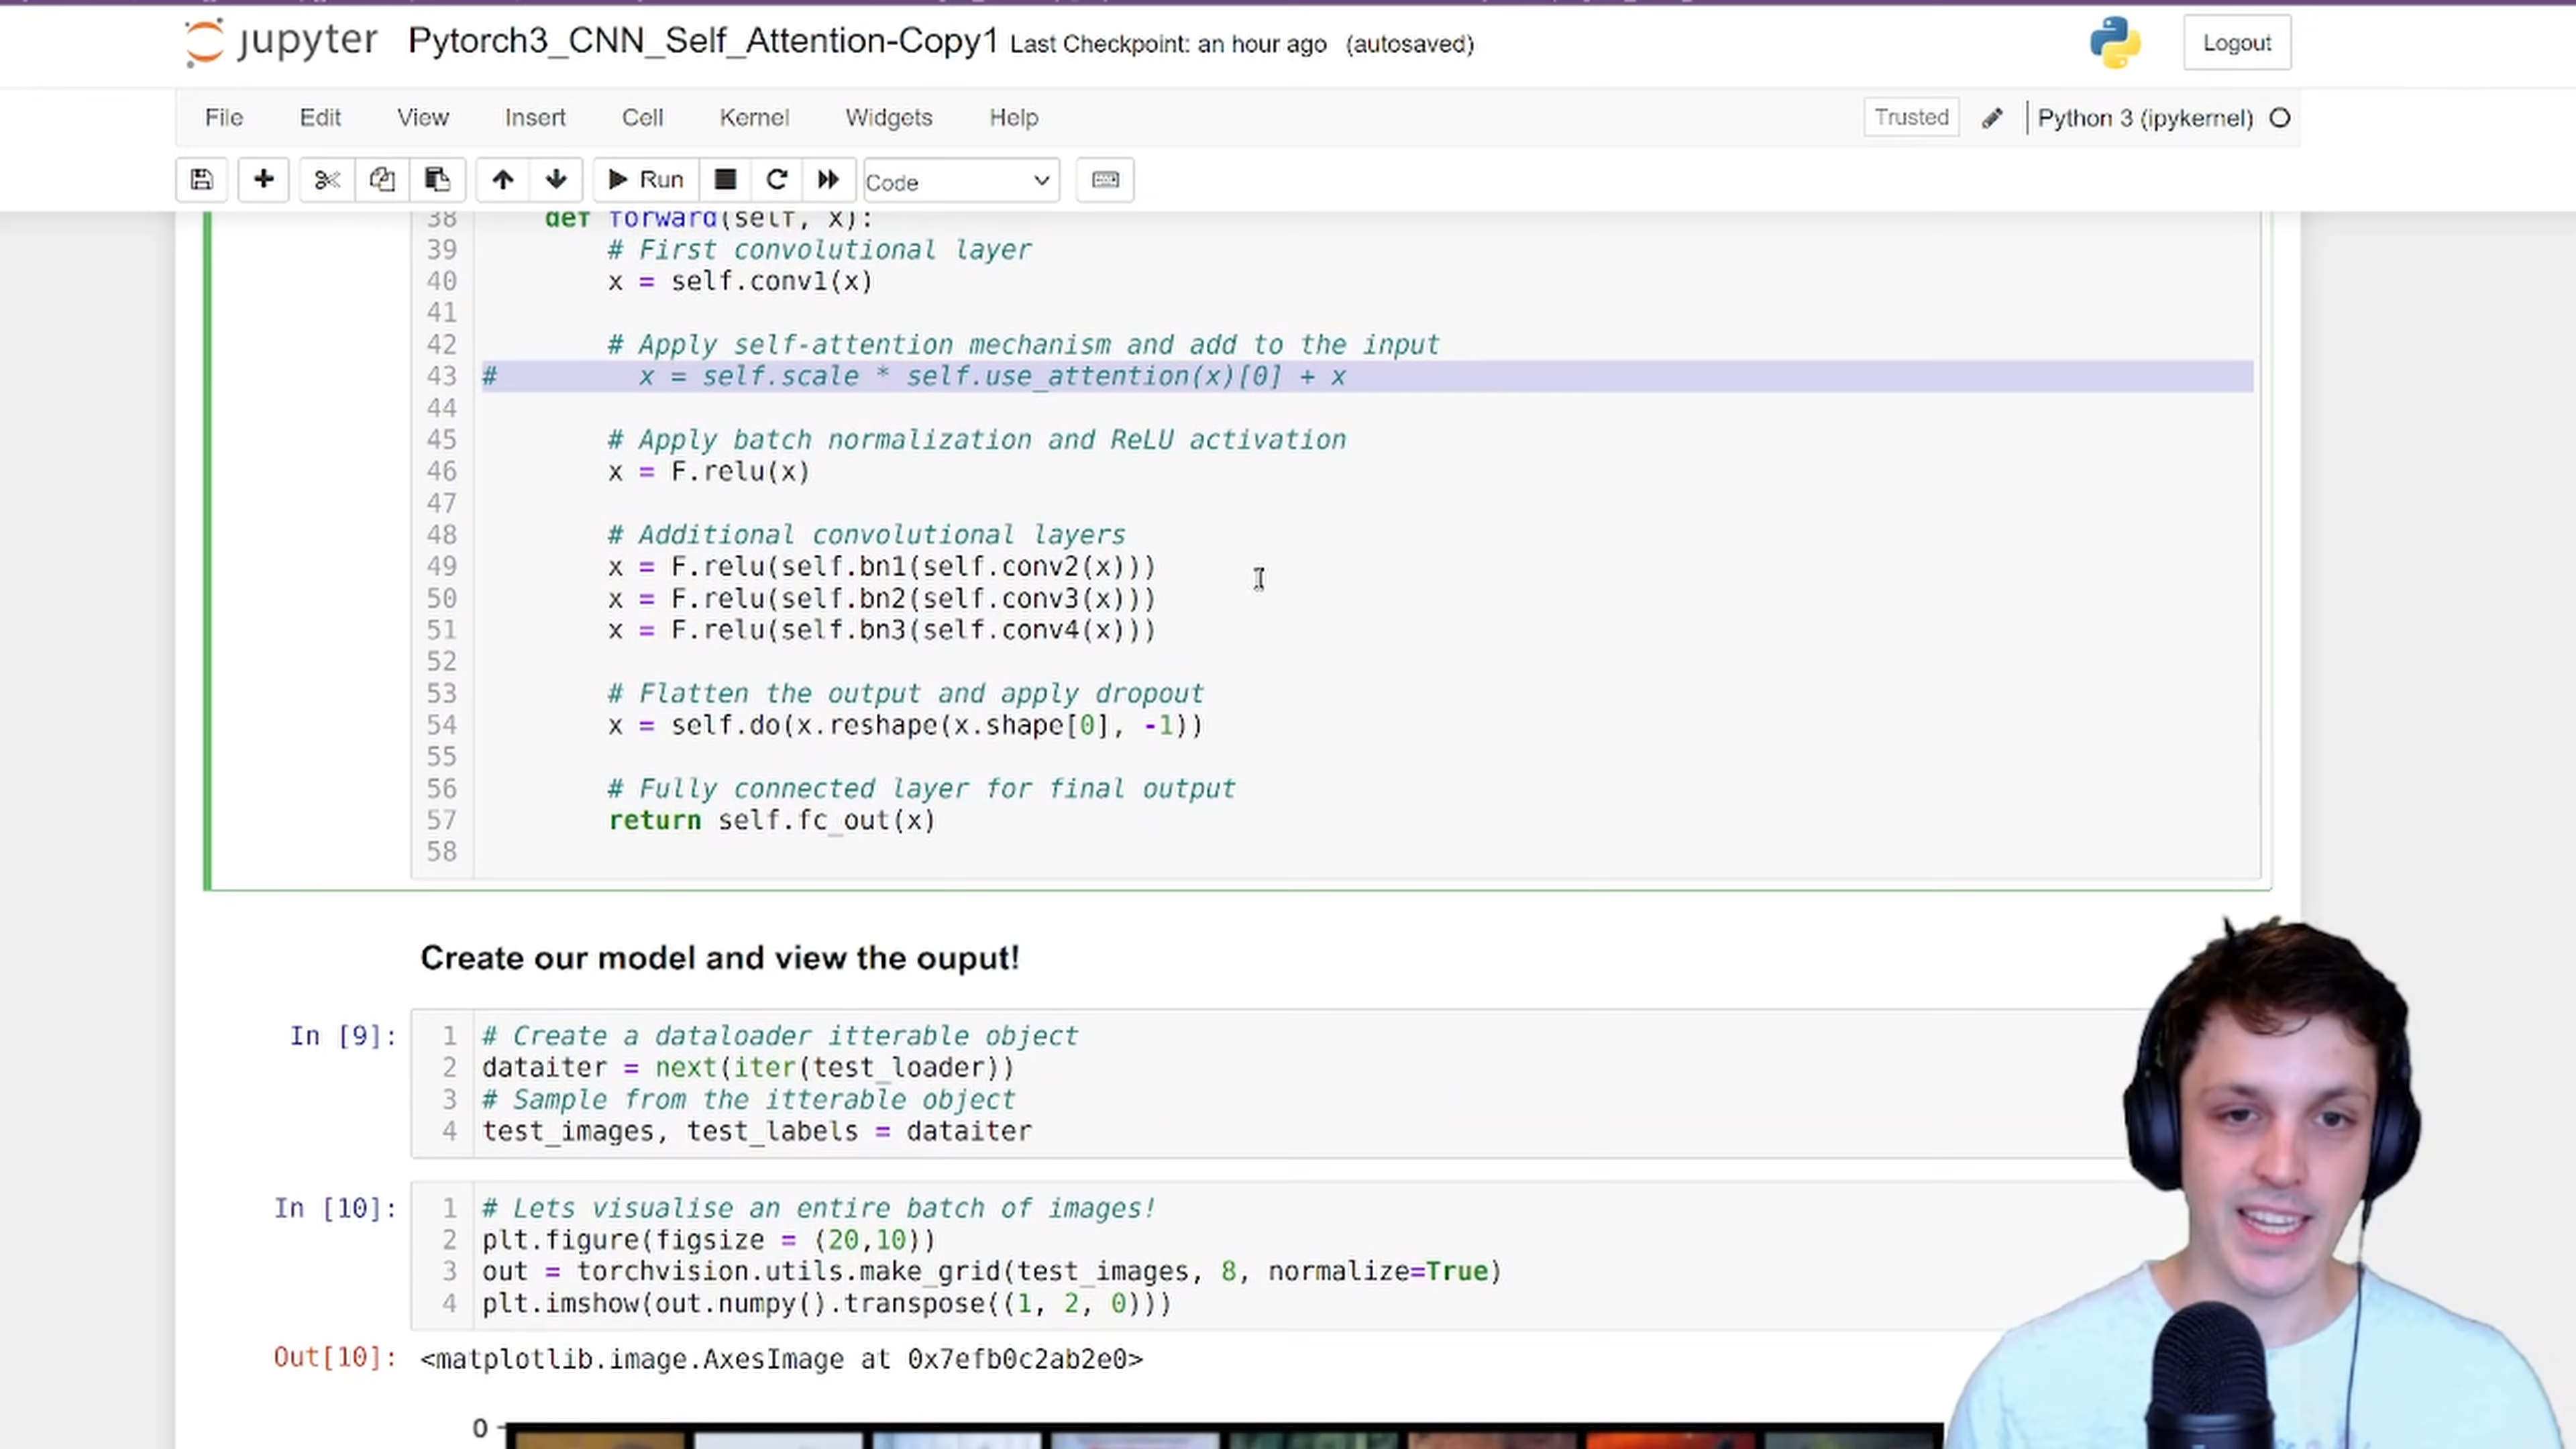 jupyter Pytorch3_CNN_Self_Attention-Copy1 Last Checkpoint: an hour ago (autosaved)
Logout
File Edit View Insert Cell Kernel Widgets Help
Trusted Python 3 (ipykernel)
Run Code
38 def forward(self, x):
39 # First convolutional layer
40 x = self.conv1(x)
41
42 # Apply self-attention mechanism and add to the input
43 # x = self.scale * self.use_attention(x)[0] + x
44
45 # Apply batch normalization and ReLU activation
46 x = F.relu(x)
47
48 # Additional convolutional layers
49 x = F.relu(self.bn1(self.conv2(x)))
50 x = F.relu(self.bn2(self.conv3(x)))
51 x = F.relu(self.bn3(self.conv4(x)))
52
53 # Flatten the output and apply dropout
54 x = self.do(x.reshape(x.shape[0], -1))
55
56 # Fully connected layer for final output
57 return self.fc_out(x)
58
Create our model and view the ouput!
In [9]: 1 # Create a dataloader itterable object
2 dataiter = next(iter(test_loader))
3 # Sample from the itterable object
4 test_images, test_labels = dataiter
In [10]: 1 # Lets visualise an entire batch of images!
2 plt.figure(figsize = (20,10))
3 out = torchvision.utils.make_grid(test_images, 8, normalize=True)
4 plt.imshow(out.numpy().transpose((1, 2, 0)))
Out[10]: <matplotlib.image.AxesImage at 0x7efb0c2ab2e0>
0